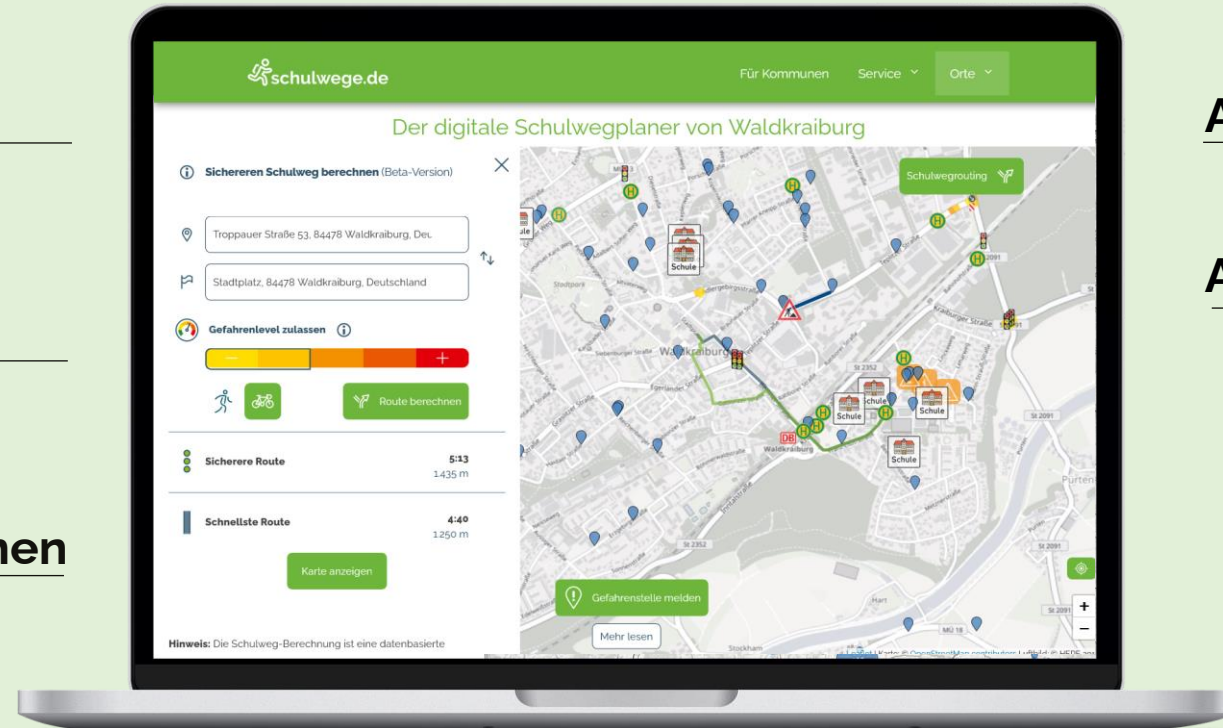 schulwege.de
Für Kommunen
Service
Orte
Der digitale Schulwegplaner von Waldkraiburg
Sichereren Schulweg berechnen (Beta-Version)
Troppauer Straße 53, 84478 Waldkraiburg, Deu
Stadtplatz, 84478 Waldkraiburg, Deutschland
Gefahrenlevel zulassen
Route berechnen
Sicherere Route
5:13
1.435 m
Schnellste Route
4:40
1.250 m
Karte anzeigen
Hinweis: Die Schulweg-Berechnung ist eine datenbasierte
Schulwegrouting
Schule
Stadtpark
Waldkraiburg
Kraiburger Straße
St 2352
Schule
Schule
Schule
Schule
DB
Waldkraiburg
St 2091
St 2091
St 2091
St 2352
Hart
MÜ 18
Stockham
Gefahrenstelle melden
Mehr lesen
+
−
A
A
nen